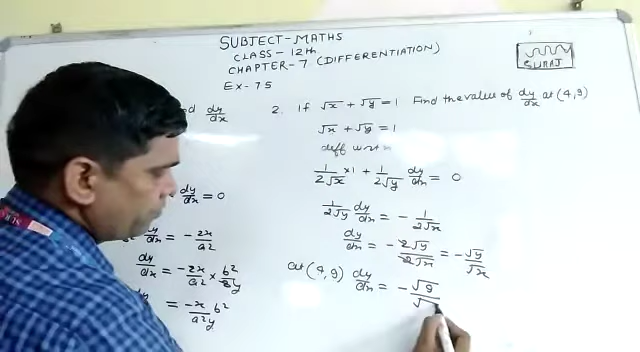 SUBJECT-MATHS
CLASS-12th
CHAPTER-7 (DIFFERENTIATION)
EX-7.5
SURAJ
dy/dx
dy/dx = 0
dy/dx = -2x/a²
dy/dx = -2x/a² × b²/2y
= -x b²/a²y
2. If √x + √y = 1 Find the value of dy/dx at (4,9)
√x + √y = 1
diff w.r.t x
1/2√x ×1 + 1/2√y dy/dx = 0
1/2√y dy/dx = - 1/2√x
dy/dx = - 2√y/2√x = -√y/√x
at (4,9) dy/dx = - √9/√